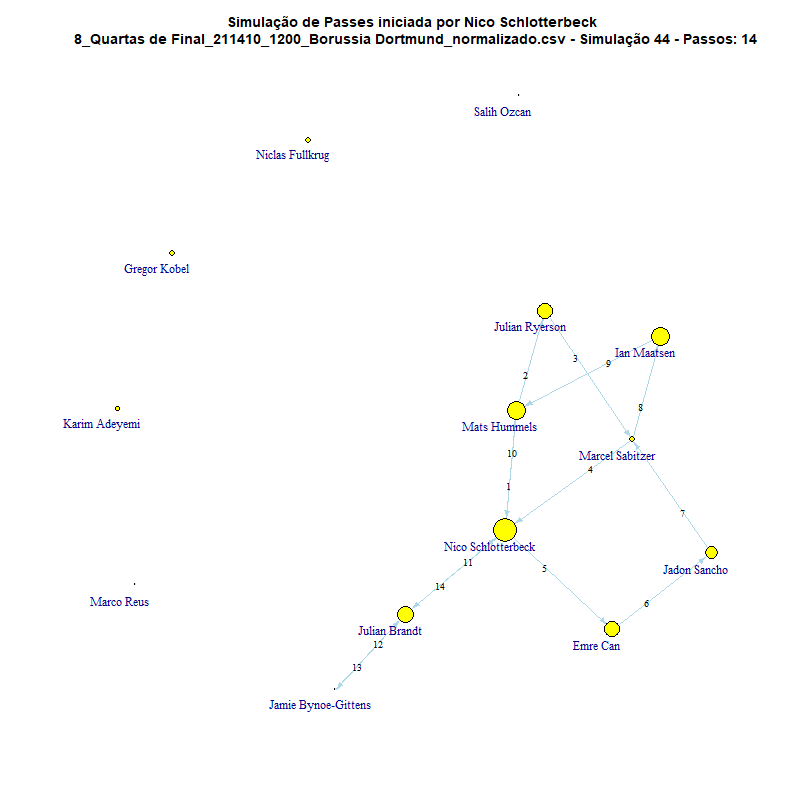 Simulação de Passes iniciada por Nico Schlotterbeck
8_Quartas de Final_211410_1200_Borussia Dortmund_normalizado.csv - Simulação 44 - Passos: 14
Salih Ozcan
Niclas Fullkrug
Gregor Kobel
Julian Ryerson
Ian Maatsen
3
9
2
8
Karim Adeyemi
Mats Hummels
10
Marcel Sabitzer
4
1
7
Nico Schlotterbeck
11
5
Jadon Sancho
14
6
Marco Reus
Julian Brandt
12
Emre Can
13
Jamie Bynoe-Gittens